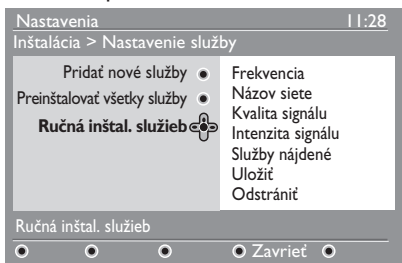 Nastavenia 11:28
Inštalácia > Nastavenie služby
Pridať nové služby
Preinštalovať všetky služby
Ručná inštal. služieb
Frekvencia
Názov siete
Kvalita signálu
Intenzita signálu
Služby nájdené
Uložiť
Odstrániť
Ručná inštal. služieb
Zavrieť